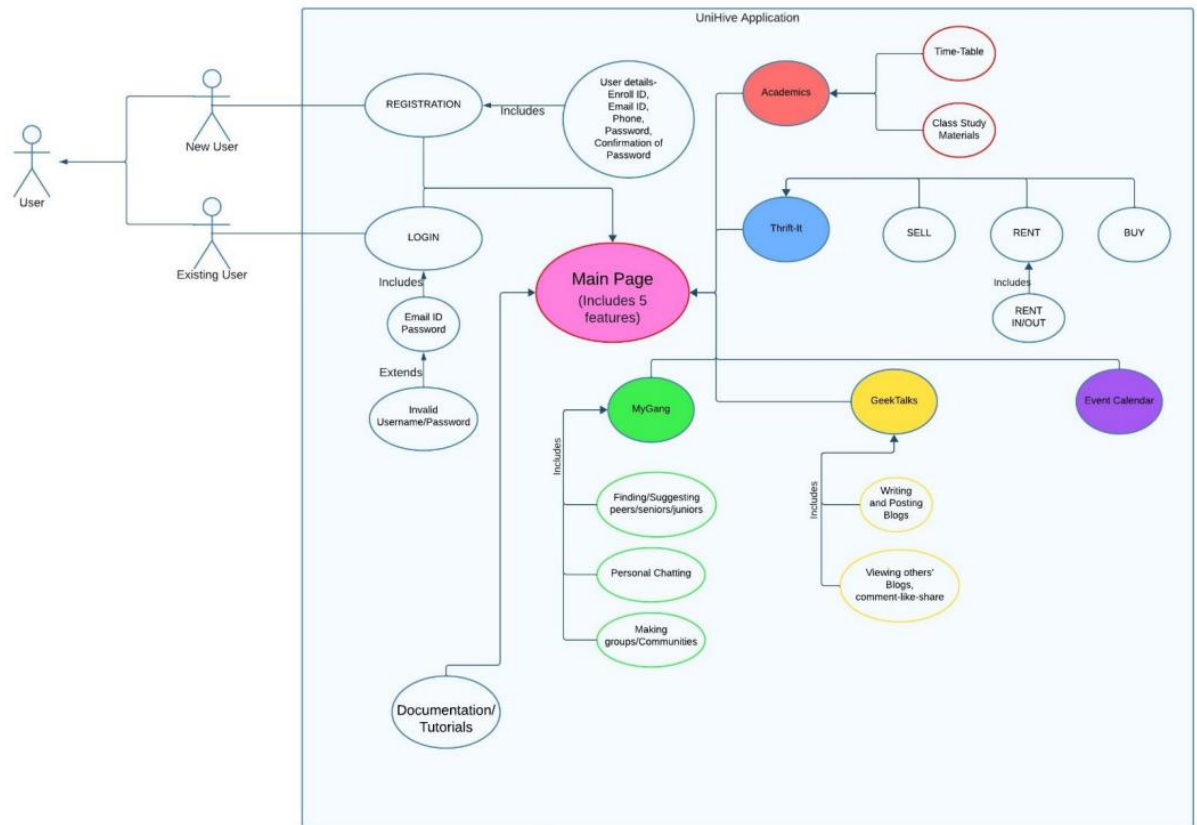 UniHive Application
Time-Table
Academics
User details-
Enroll ID,
Email ID,
Phone,
Password,
Confirmation of
Password
REGISTRATION
Includes
Class Study
Materials
New User
User
Thrift-It
SELL
RENT
BUY
LOGIN
Existing User
Includes
Main Page
(Includes 5
features)
Includes
Email ID
Password
RENT
IN/OUT
Extends
Invalid
Username/Password
MyGang
GeekTalks
Event Calendar
Includes
Finding/Suggesting
peers/seniors/juniors
Personal Chatting
Making
groups/Communities
Includes
Writing
and Posting
Blogs
Viewing others'
Blogs,
comment-like-share
Documentation/
Tutorials